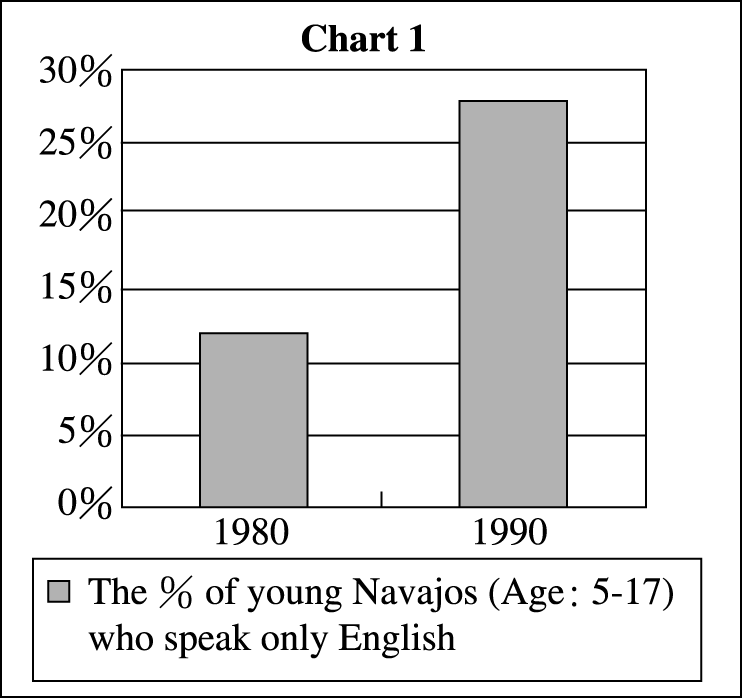 Chart 1
30%
25%
20%
15%
10%
5%
0%
1980 1990
The % of young Navajos (Age: 5-17)
who speak only English